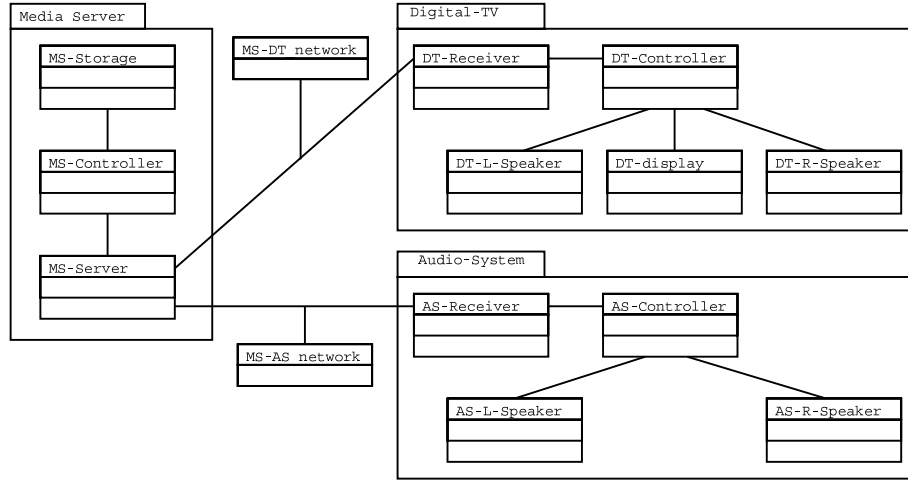 Media Server
MS-Storage
MS-Controller
MS-Server
MS-DT network
MS-AS network
Digital-TV
DT-Receiver
DT-Controller
DT-L-Speaker
DT-display
DT-R-Speaker
Audio-System
AS-Receiver
AS-Controller
AS-L-Speaker
AS-R-Speaker